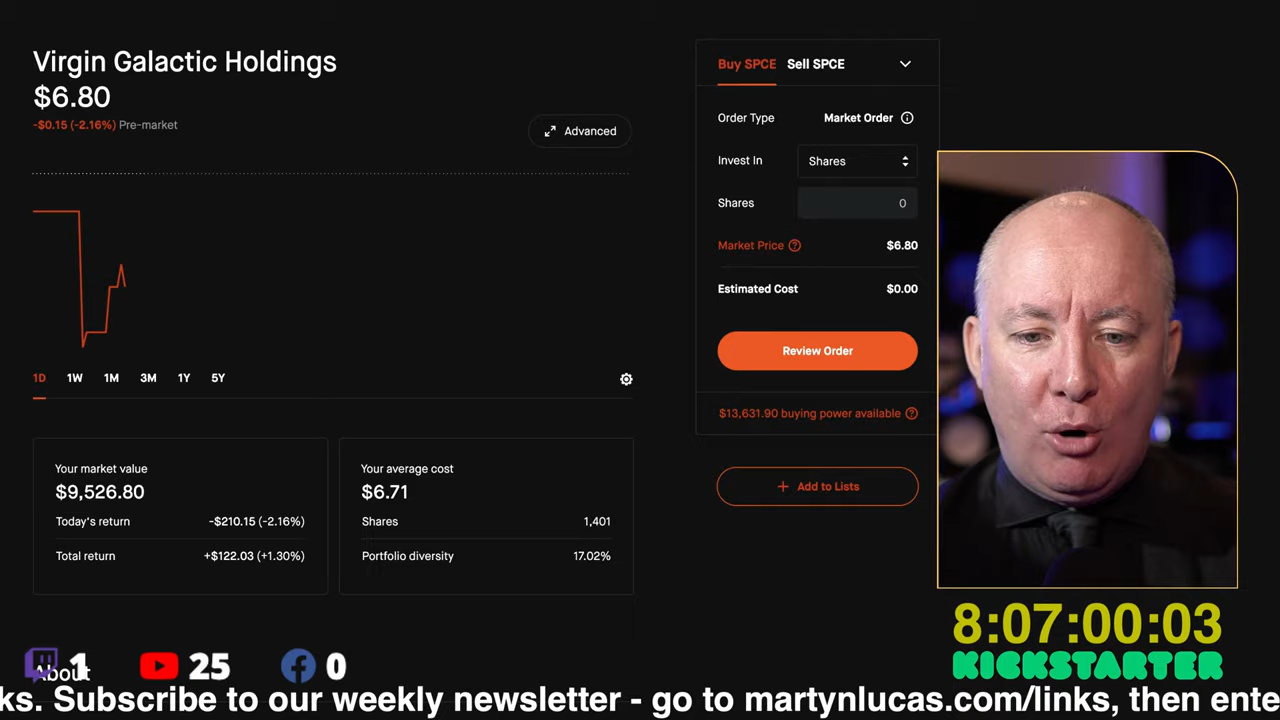 Virgin Galactic Holdings
$6.80
-$0.15 (-2.16%) Pre-market
Advanced
1D 1W 1M 3M 1Y 5Y
Your market value
$9,526.80
Today's return -$210.15 (-2.16%)
Total return +$122.03 (+1.30%)
Your average cost
$6.71
Shares 1,401
Portfolio diversity 17.02%
Buy SPCE Sell SPCE
Order Type Market Order
Invest In Shares
Shares 0
Market Price $6.80
Estimated Cost $0.00
Review Order
$13,631.90 buying power available
+ Add to Lists
8:07:00:03
KICKSTARTER
About
1 25 0
ks. Subscribe to our weekly newsletter - go to martynlucas.com/links, then ente